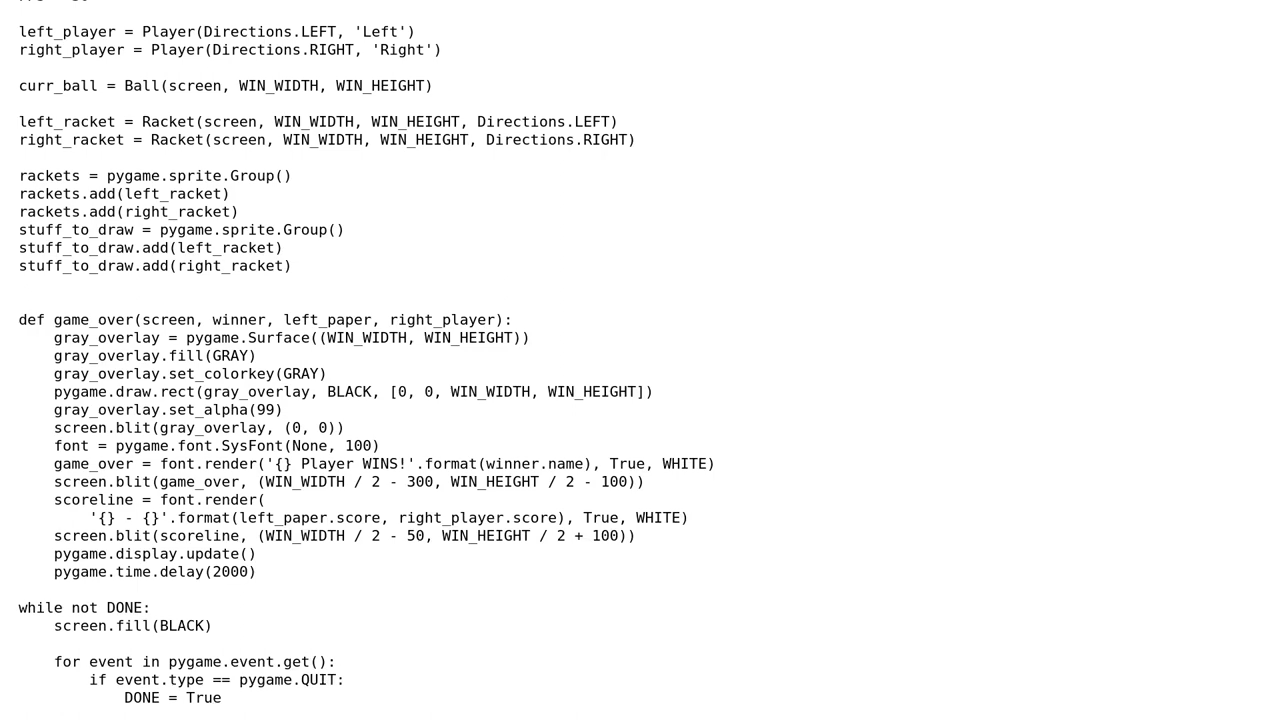 left_player = Player(Directions.LEFT, 'Left')
right_player = Player(Directions.RIGHT, 'Right')

curr_ball = Ball(screen, WIN_WIDTH, WIN_HEIGHT)

left_racket = Racket(screen, WIN_WIDTH, WIN_HEIGHT, Directions.LEFT)
right_racket = Racket(screen, WIN_WIDTH, WIN_HEIGHT, Directions.RIGHT)

rackets = pygame.sprite.Group()
rackets.add(left_racket)
rackets.add(right_racket)
stuff_to_draw = pygame.sprite.Group()
stuff_to_draw.add(left_racket)
stuff_to_draw.add(right_racket)


def game_over(screen, winner, left_paper, right_player):
    gray_overlay = pygame.Surface((WIN_WIDTH, WIN_HEIGHT))
    gray_overlay.fill(GRAY)
    gray_overlay.set_colorkey(GRAY)
    pygame.draw.rect(gray_overlay, BLACK, [0, 0, WIN_WIDTH, WIN_HEIGHT])
    gray_overlay.set_alpha(99)
    screen.blit(gray_overlay, (0, 0))
    font = pygame.font.SysFont(None, 100)
    game_over = font.render('{} Player WINS!'.format(winner.name), True, WHITE)
    screen.blit(game_over, (WIN_WIDTH / 2 - 300, WIN_HEIGHT / 2 - 100))
    scoreline = font.render(
        '{} - {}'.format(left_paper.score, right_player.score), True, WHITE)
    screen.blit(scoreline, (WIN_WIDTH / 2 - 50, WIN_HEIGHT / 2 + 100))
    pygame.display.update()
    pygame.time.delay(2000)

while not DONE:
    screen.fill(BLACK)

    for event in pygame.event.get():
        if event.type == pygame.QUIT:
            DONE = True